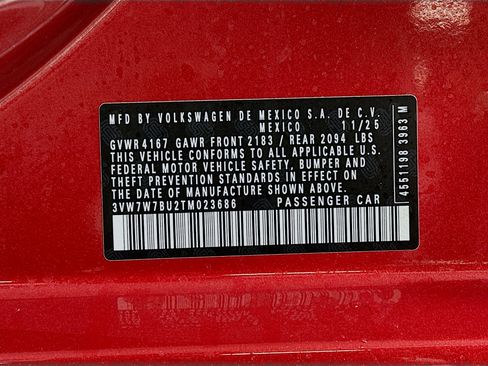 MFD BY VOLKSWAGEN DE MEXICO S.A. DE C.V.
MEXICO 11/25
GVWR 4167 GAWR FRONT 2183 / REAR 2094 LBS
THIS VEHICLE CONFORMS TO ALL APPLICABLE U.S.
FEDERAL MOTOR VEHICLE SAFETY, BUMPER AND
THEFT PREVENTION STANDARDS IN EFFECT ON
THE DATE OF MANUFACTURE SHOWN ABOVE.
3VW7W7BU2TM023686 PASSENGER CAR
4551198 3963 M